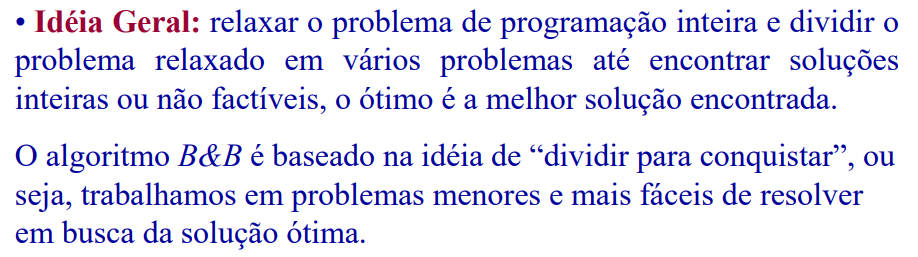 • Idéia Geral: relaxar o problema de programação inteira e dividir o
problema relaxado em vários problemas até encontrar soluções
inteiras ou não factíveis, o ótimo é a melhor solução encontrada.
O algoritmo B&B é baseado na idéia de “dividir para conquistar”, ou
seja, trabalhamos em problemas menores e mais fáceis de resolver
em busca da solução ótima.